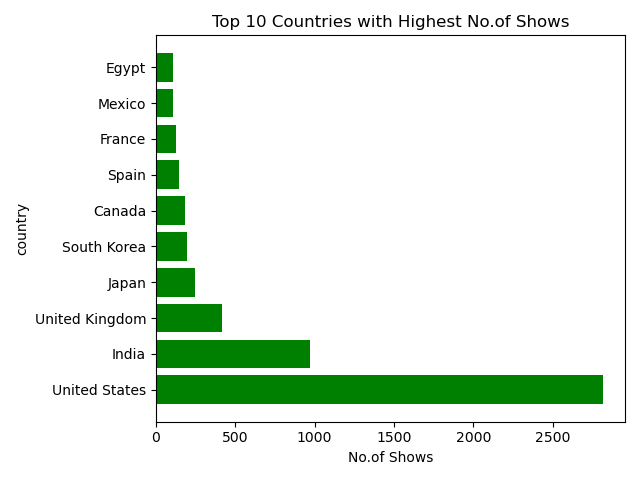 Top 10 Countries with Highest No.of Shows
Egypt
Mexico
France
Spain
Canada
South Korea
Japan
United Kingdom
India
United States
country
0 500 1000 1500 2000 2500
No.of Shows